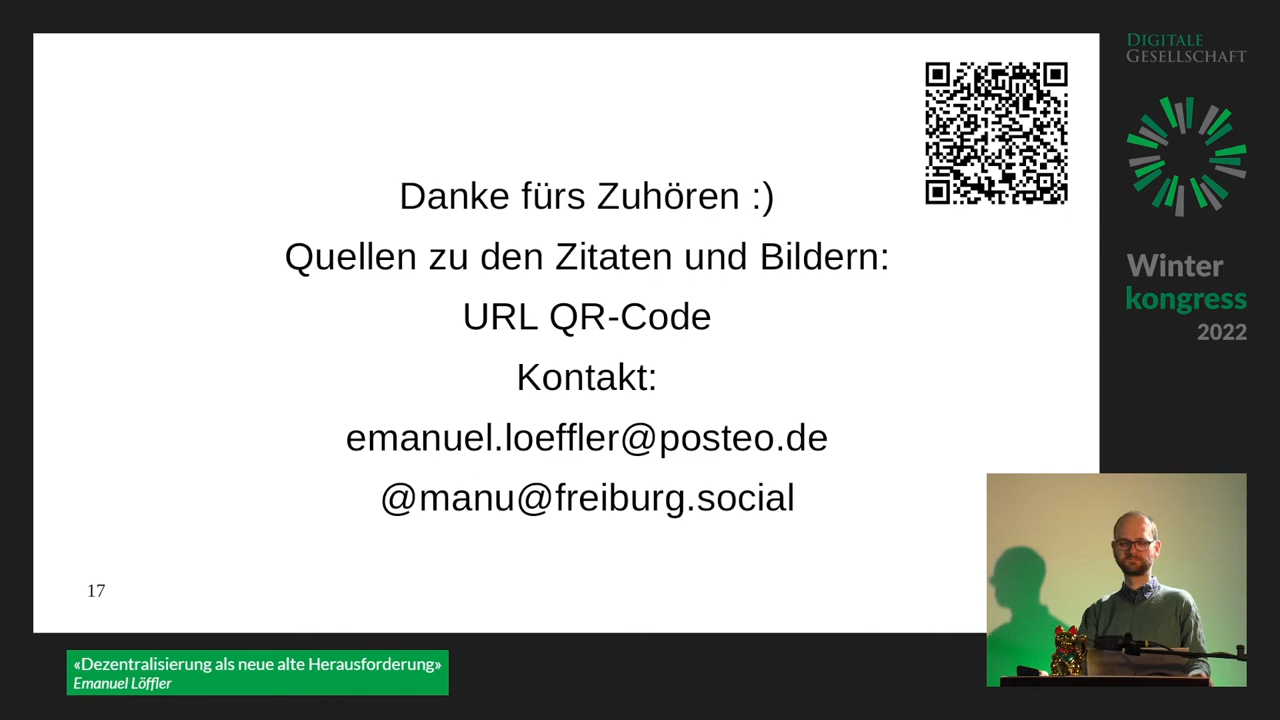 Danke fürs Zuhören :)
Quellen zu den Zitaten und Bildern:
URL QR-Code
Kontakt:
emanuel.loeffler@posteo.de
@manu@freiburg.social
17
DIGITALE
GESELLSCHAFT
Winter
kongress
2022
«Dezentralisierung als neue alte Herausforderung»
Emanuel Löffler